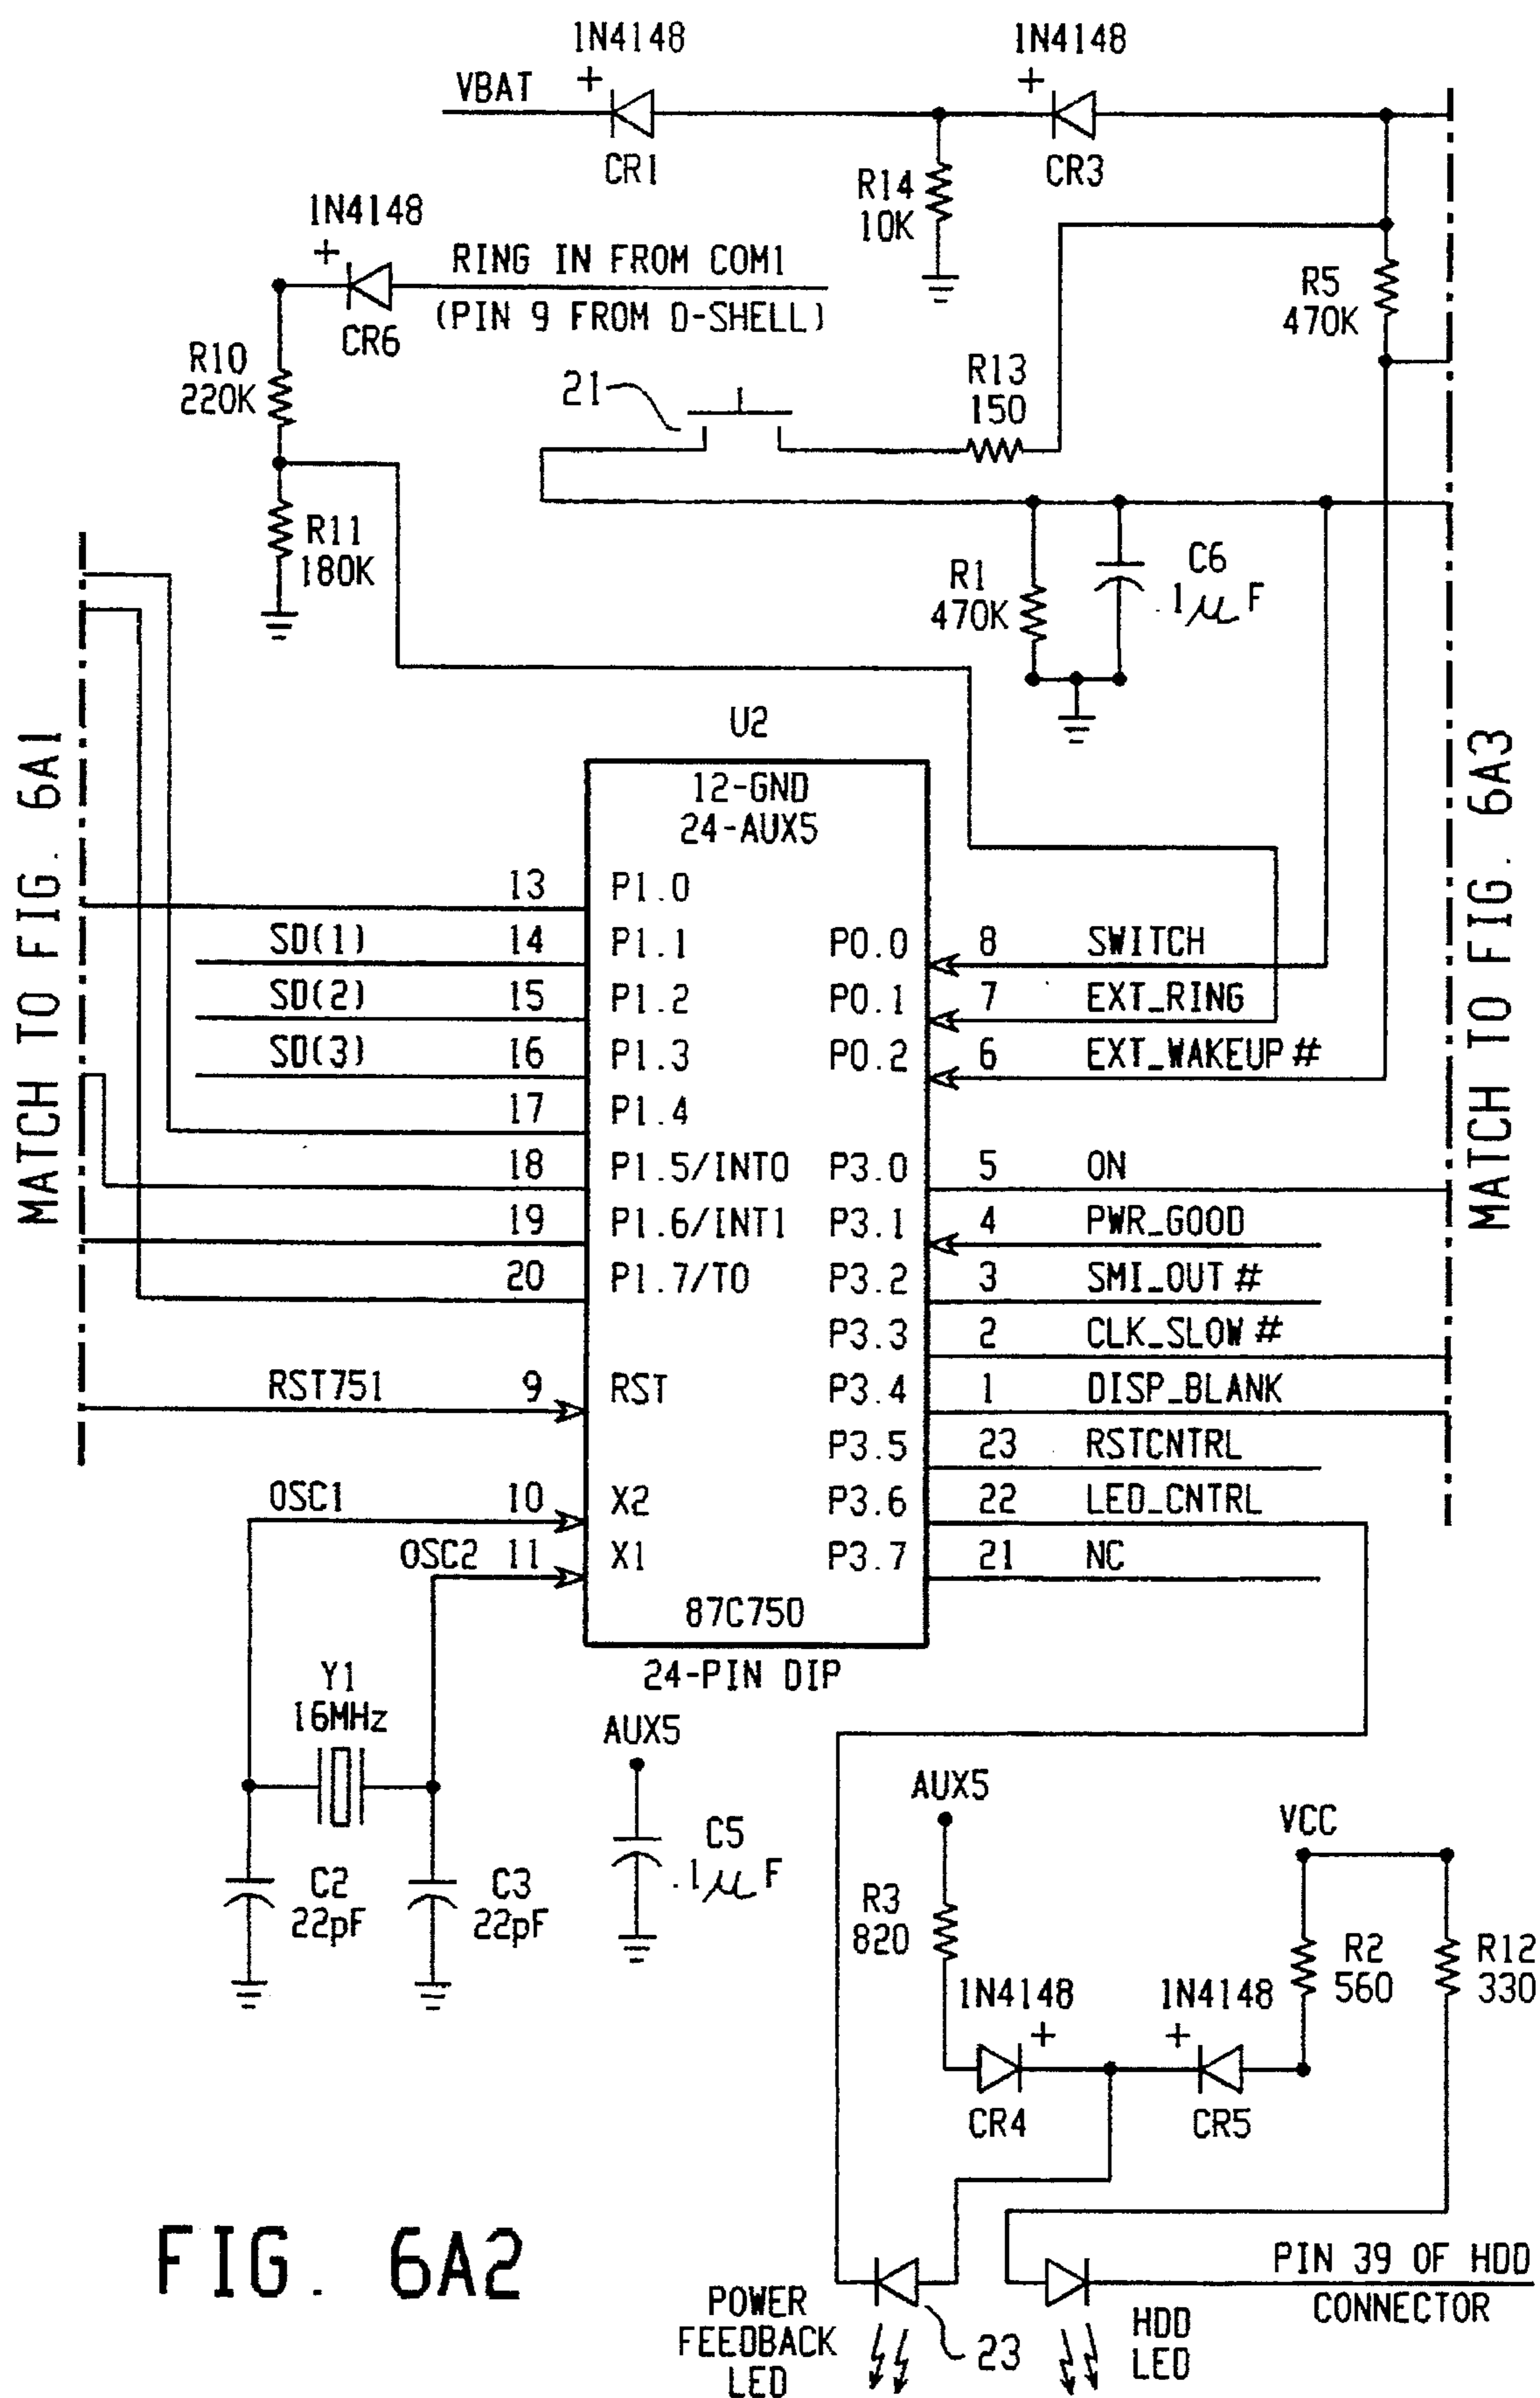 1N4148
1N4148
VBAT
+
+
CR1
CR3
R14
10K
1N4148
+
RING IN FROM COM1
(PIN 9 FROM D-SHELL)
CR6
R5
470K
R10
220K
21
R13
150
R11
180K
R1
470K
C6
.1μF
MATCH TO FIG. 6A1
MATCH TO FIG. 6A3
U2
12-GND
24-AUX5
13 P1.0
SD(1) 14 P1.1 P0.0 8 SWITCH
SD(2) 15 P1.2 P0.1 7 EXT_RING
SD(3) 16 P1.3 P0.2 6 EXT_WAKEUP#
17 P1.4
18 P1.5/INT0 P3.0 5 ON
19 P1.6/INT1 P3.1 4 PWR_GOOD
20 P1.7/T0 P3.2 3 SMI_OUT#
P3.3 2 CLK_SLOW#
RST751 9 RST P3.4 1 DISP_BLANK
P3.5 23 RSTCNTRL
OSC1 10 X2 P3.6 22 LED_CNTRL
OSC2 11 X1 P3.7 21 NC
87C750
24-PIN DIP
Y1
16MHz
AUX5
C5
.1μF
C2
22pF
C3
22pF
AUX5
VCC
R3
820
R2
560
R12
330
1N4148
1N4148
+
+
CR4
CR5
FIG. 6A2
PIN 39 OF HDD
CONNECTOR
POWER
FEEDBACK
LED
23
HDD
LED